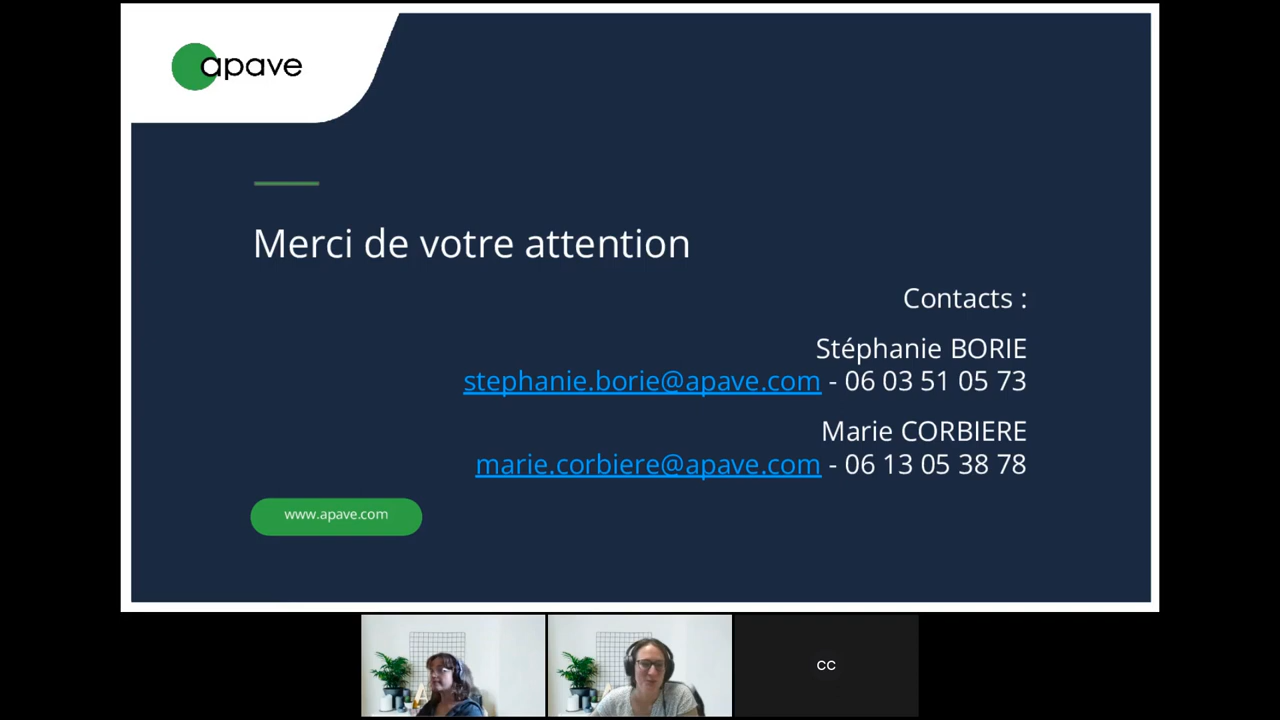 apave
Merci de votre attention
Contacts :
Stéphanie BORIE
stephanie.borie@apave.com - 06 03 51 05 73
Marie CORBIERE
marie.corbiere@apave.com - 06 13 05 38 78
www.apave.com
CC